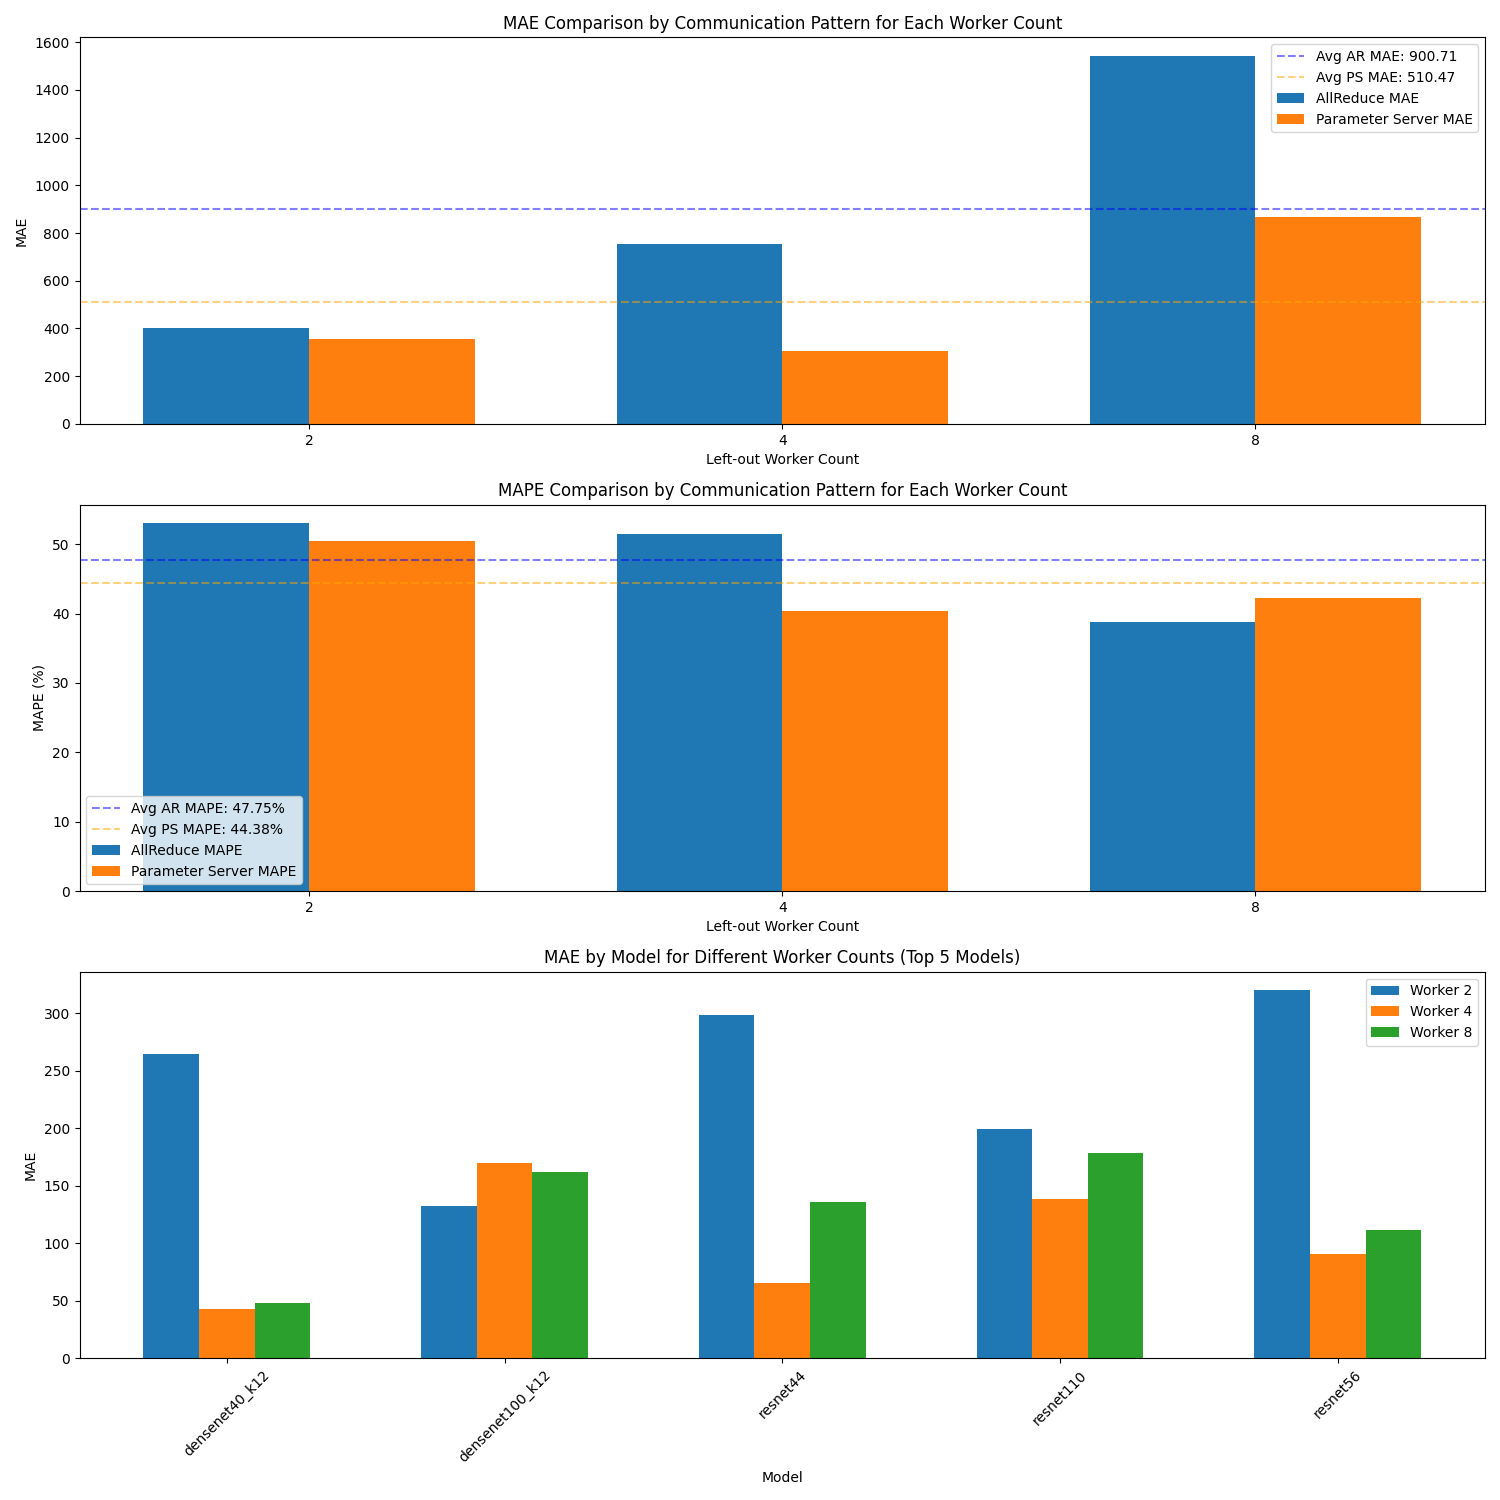 MAE Comparison by Communication Pattern for Each Worker Count
MAE
1600
1400
1200
1000
800
600
400
200
0
Avg AR MAE: 900.71
Avg PS MAE: 510.47
AllReduce MAE
Parameter Server MAE
2
4
8
Left-out Worker Count
MAPE Comparison by Communication Pattern for Each Worker Count
MAPE (%)
50
40
30
20
10
0
Avg AR MAPE: 47.75%
Avg PS MAPE: 44.38%
AllReduce MAPE
Parameter Server MAPE
2
4
8
Left-out Worker Count
MAE by Model for Different Worker Counts (Top 5 Models)
MAE
300
250
200
150
100
50
0
Worker 2
Worker 4
Worker 8
densenet40_k12
densenet100_k12
resnet44
resnet110
resnet56
Model